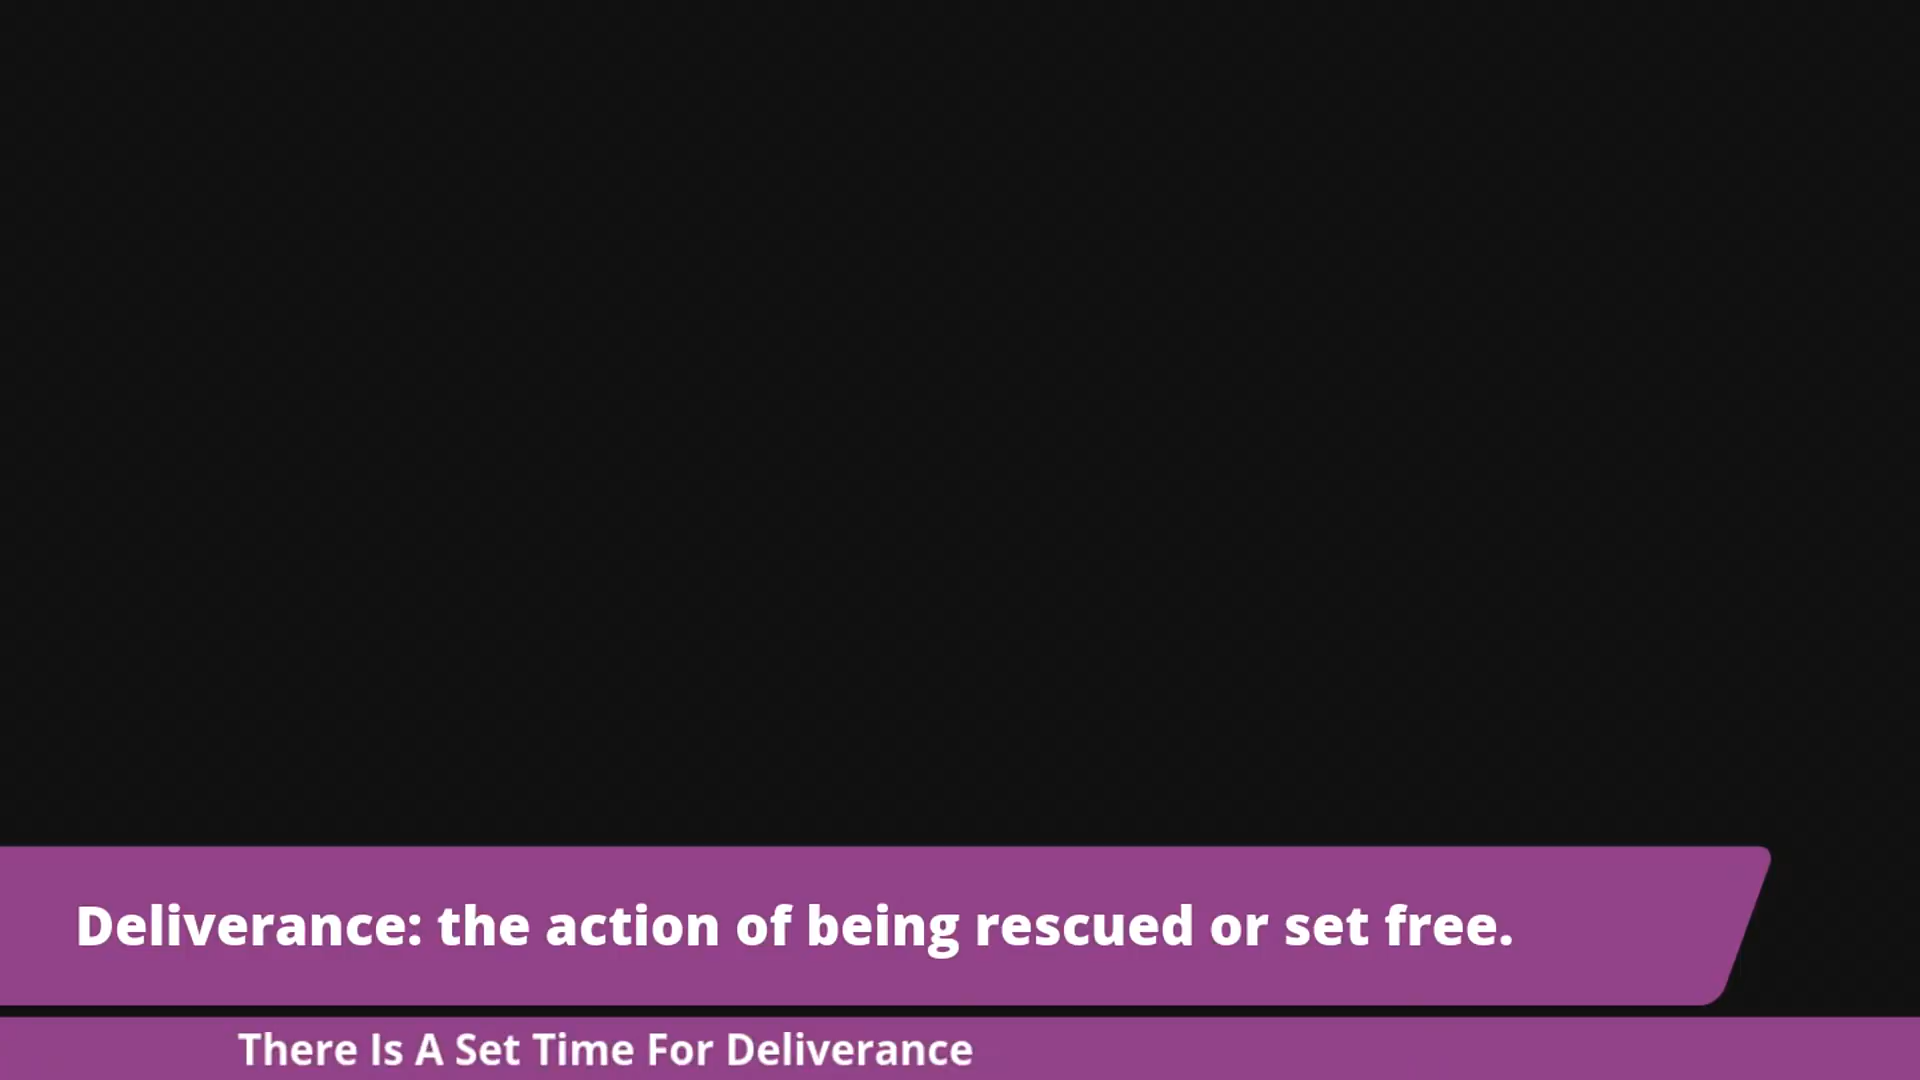 Deliverance: the action of being rescued or set free.
There Is A Set Time For Deliverance